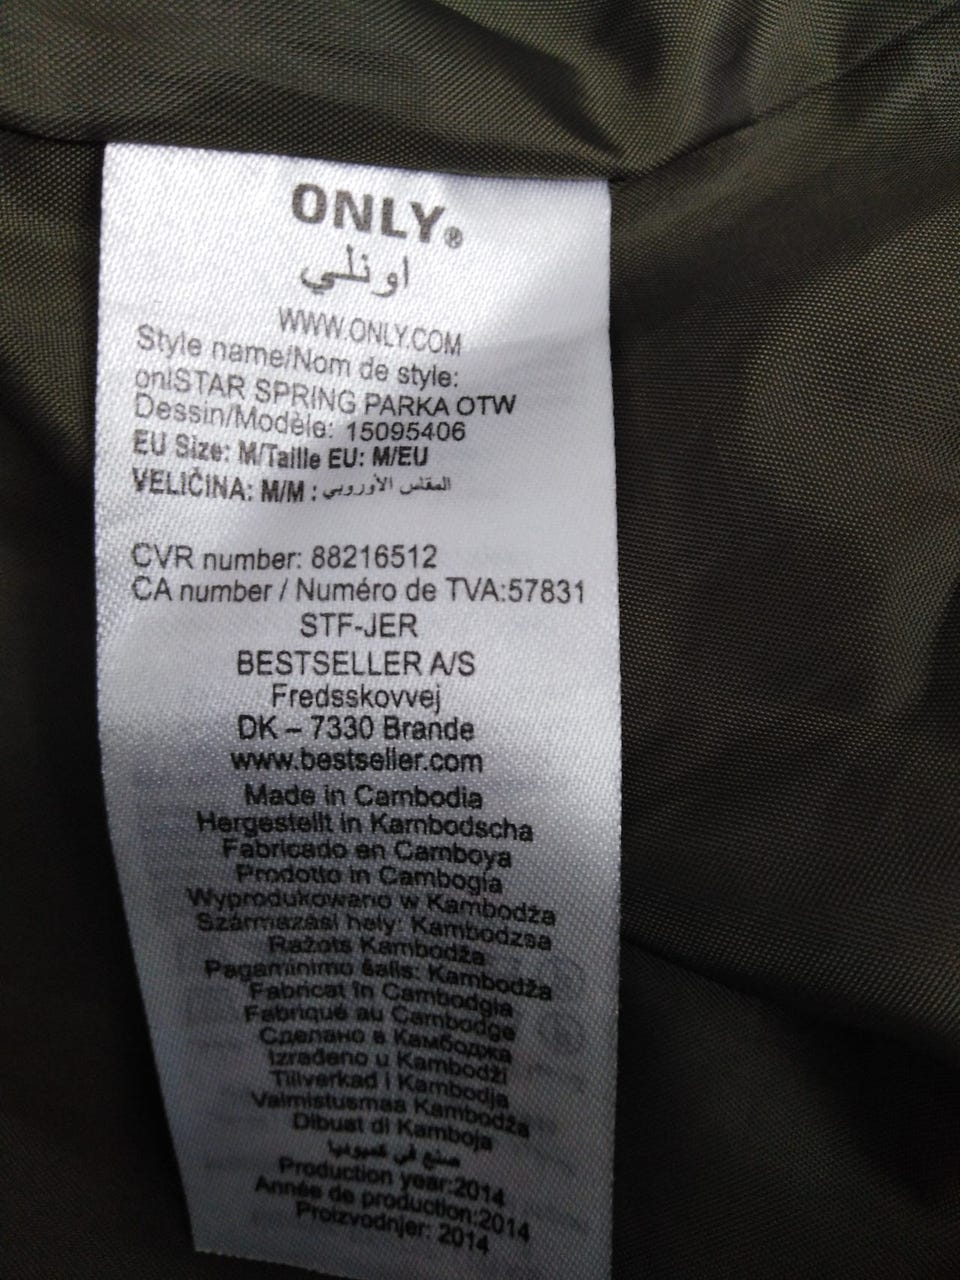 ONLY®
اونلي
WWW.ONLY.COM
Style name/Nom de style:
onlSTAR SPRING PARKA OTW
Dessin/Modèle: 15095406
EU Size: M/Taille EU: M/EU
VELIČINA: M/M : المقاس الأوروبي
CVR number: 88216512
CA number / Numéro de TVA:57831
STF-JER
BESTSELLER A/S
Fredsskovvej
DK – 7330 Brande
www.bestseller.com
Made in Cambodia
Hergestellt in Kambodscha
Fabricado en Camboya
Prodotto in Cambogia
Wyprodukowano w Kambodża
Származási hely: Kambodzsa
Ražots Kambodža
Pagaminimo šalis: Kambodža
Fabricat în Cambodgia
Fabriqué au Cambodge
Сделано в Камбоджа
Izrađeno u Kambodži
Tillverkad i Kambodja
Valmistusmaa Kambodža
Dibuat di Kamboja
صنع في كمبوديا
Production year:2014
Année de production:2014
Proizvodnjer: 2014